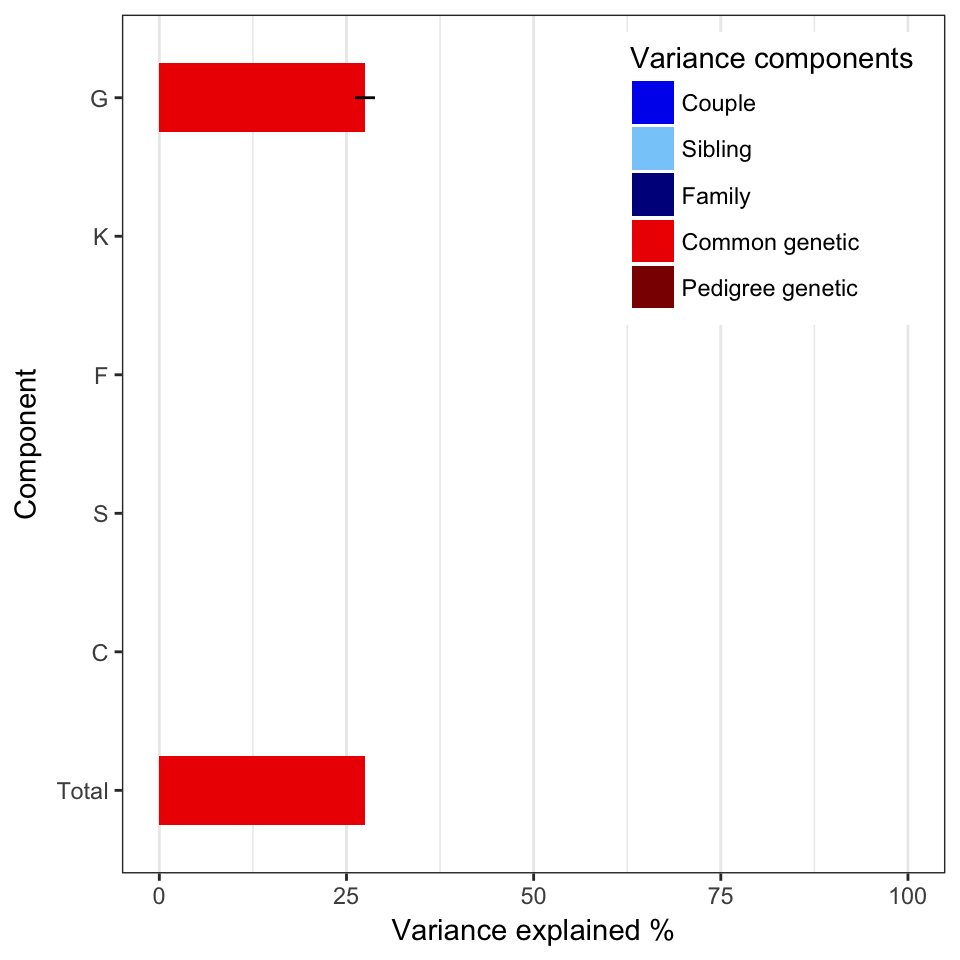 Variance components
Couple
Sibling
Family
Common genetic
Pedigree genetic
G
K
F
S
C
Total
Component
0 25 50 75 100
Variance explained %